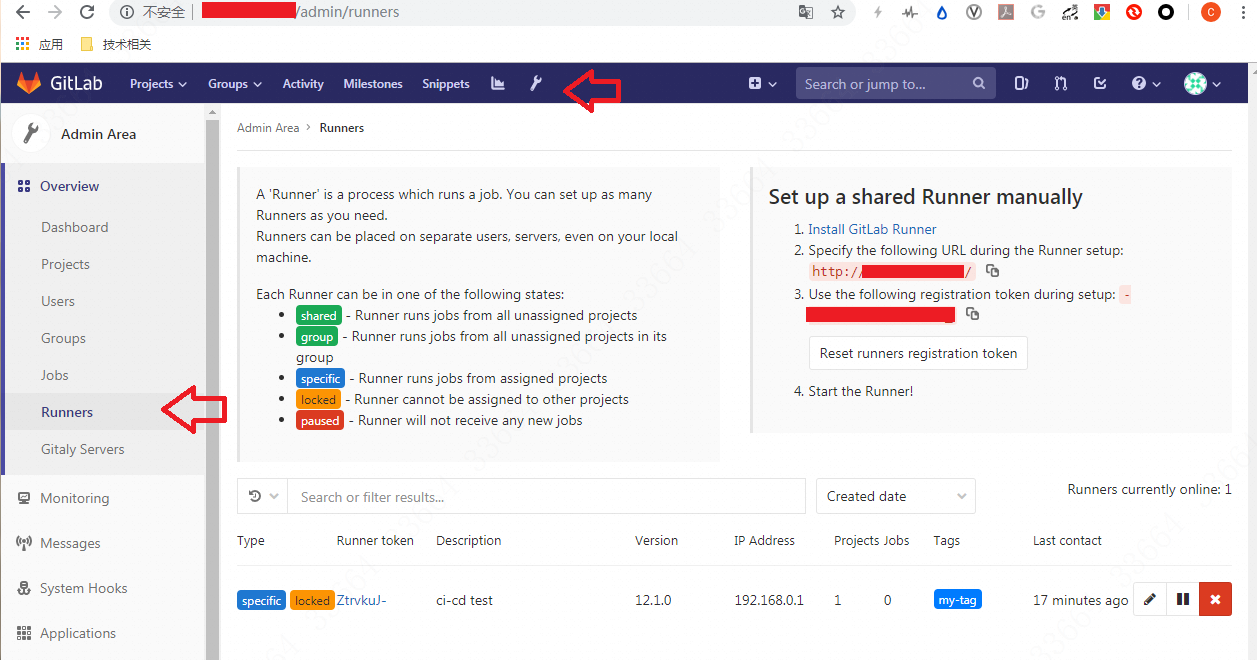 不安全 /admin/runners
应用 技术相关
GitLab Projects Groups Activity Milestones Snippets Search or jump to...
Admin Area
Admin Area > Runners
Overview
Dashboard
Projects
Users
Groups
Jobs
Runners
Gitaly Servers
Monitoring
Messages
System Hooks
Applications
A 'Runner' is a process which runs a job. You can set up as many
Runners as you need.
Runners can be placed on separate users, servers, even on your local
machine.
Each Runner can be in one of the following states:
• shared - Runner runs jobs from all unassigned projects
• group - Runner runs jobs from all unassigned projects in its
group
• specific - Runner runs jobs from assigned projects
• locked - Runner cannot be assigned to other projects
• paused - Runner will not receive any new jobs
Set up a shared Runner manually
1. Install GitLab Runner
2. Specify the following URL during the Runner setup:
http:// /
3. Use the following registration token during setup: -
Reset runners registration token
4. Start the Runner!
Search or filter results...
Created date
Runners currently online: 1
Type Runner token Description Version IP Address Projects Jobs Tags Last contact
specific locked ZtrvkuJ- ci-cd test 12.1.0 192.168.0.1 1 0 my-tag 17 minutes ago